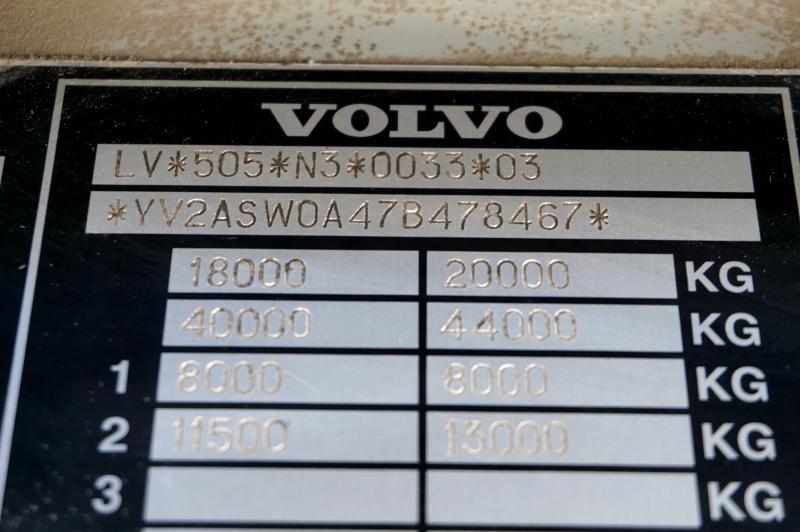 VOLVO
LV*505*N3*0033*03
*YV2ASW0A47B478467*
18000 20000 KG
40000 44000 KG
1 8000 8000 KG
2 11500 13000 KG
3 KG